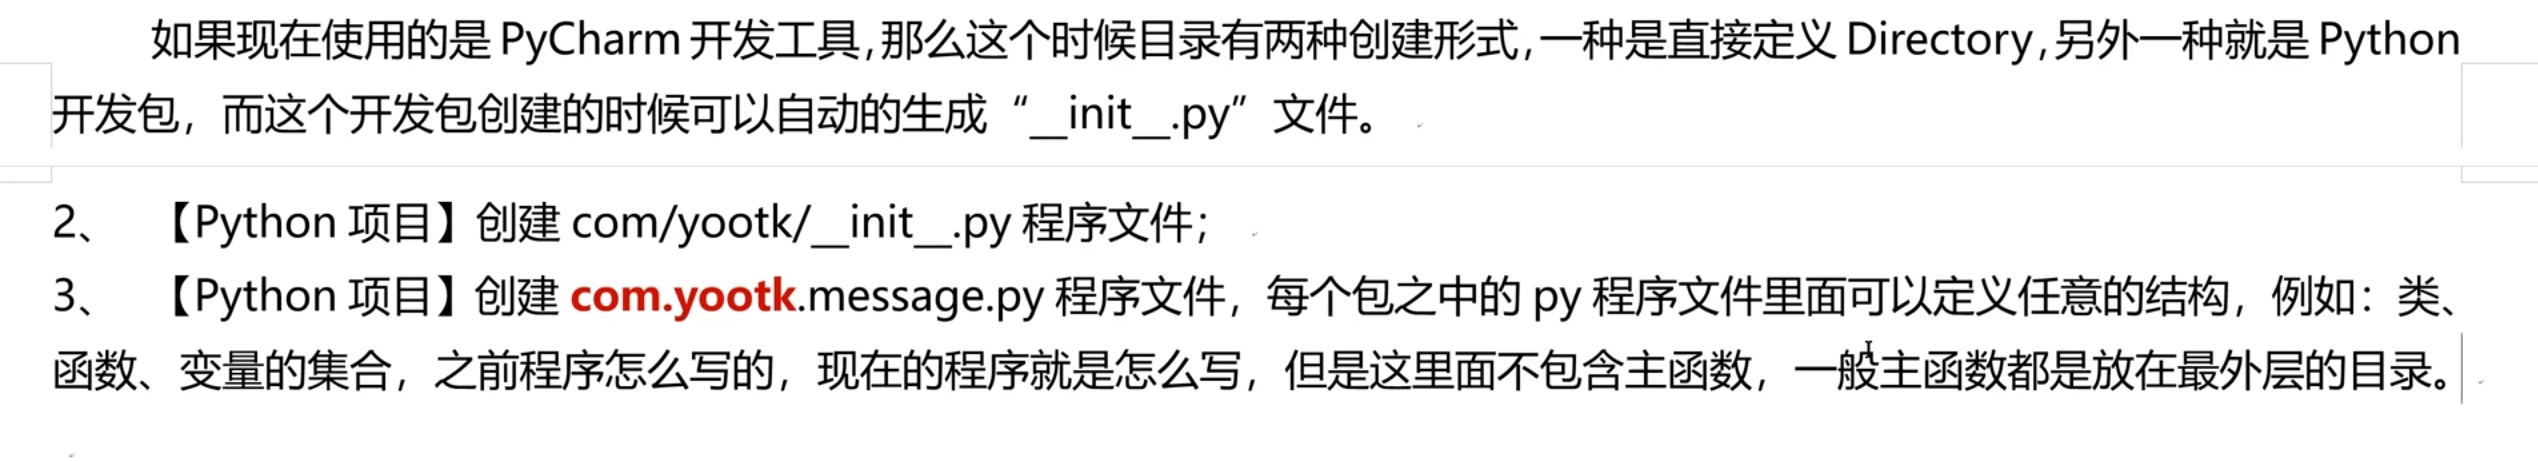 如果现在使用的是 PyCharm 开发工具,那么这个时候目录有两种创建形式,一种是直接定义 Directory,另外一种就是 Python
开发包，而这个开发包创建的时候可以自动的生成“__init__.py”文件。
2、 【Python 项目】创建 com/yootk/__init__.py 程序文件；
3、 【Python 项目】创建 com.yootk.message.py 程序文件，每个包之中的 py 程序文件里面可以定义任意的结构，例如：类、
函数、变量的集合，之前程序怎么写的，现在的程序就是怎么写，但是这里面不包含主函数，一般主函数都是放在最外层的目录。